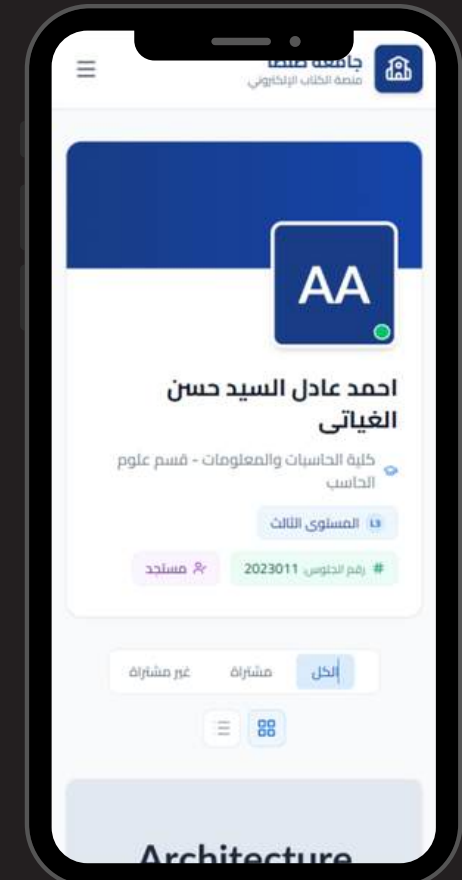 جامعة طنطا
منصة الكتاب الإلكتروني
AA
احمد عادل السيد حسن
الغياتى
كلية الحاسبات والمعلومات - قسم علوم
الحاسب
L3 المستوى الثالث
# رقم الجلوس: 2023011
مستجد
الكل
مشتراة
غير مشتراة
Architecture